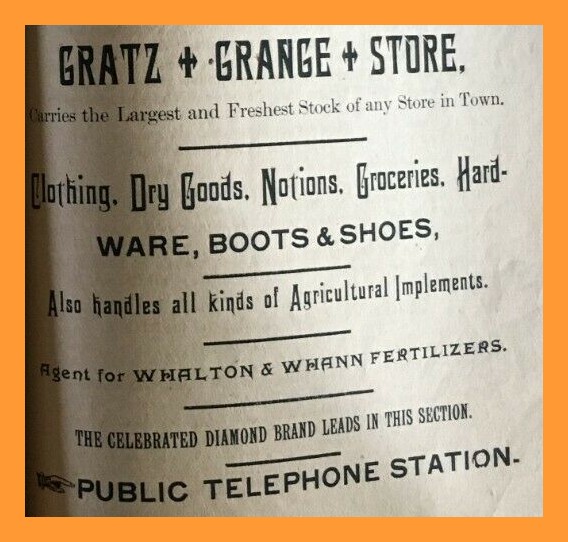 GRATZ + GRANGE + STORE.
Carries the Largest and Freshest Stock of any Store in Town.
Clothing. Dry Goods. Notions. Groceries. Hard-
WARE, BOOTS & SHOES,
Also handles all kinds of Agricultural Implements.
Agent for WHALTON & WHANN FERTILIZERS.
THE CELEBRATED DIAMOND BRAND LEADS IN THIS SECTION.
PUBLIC TELEPHONE STATION.